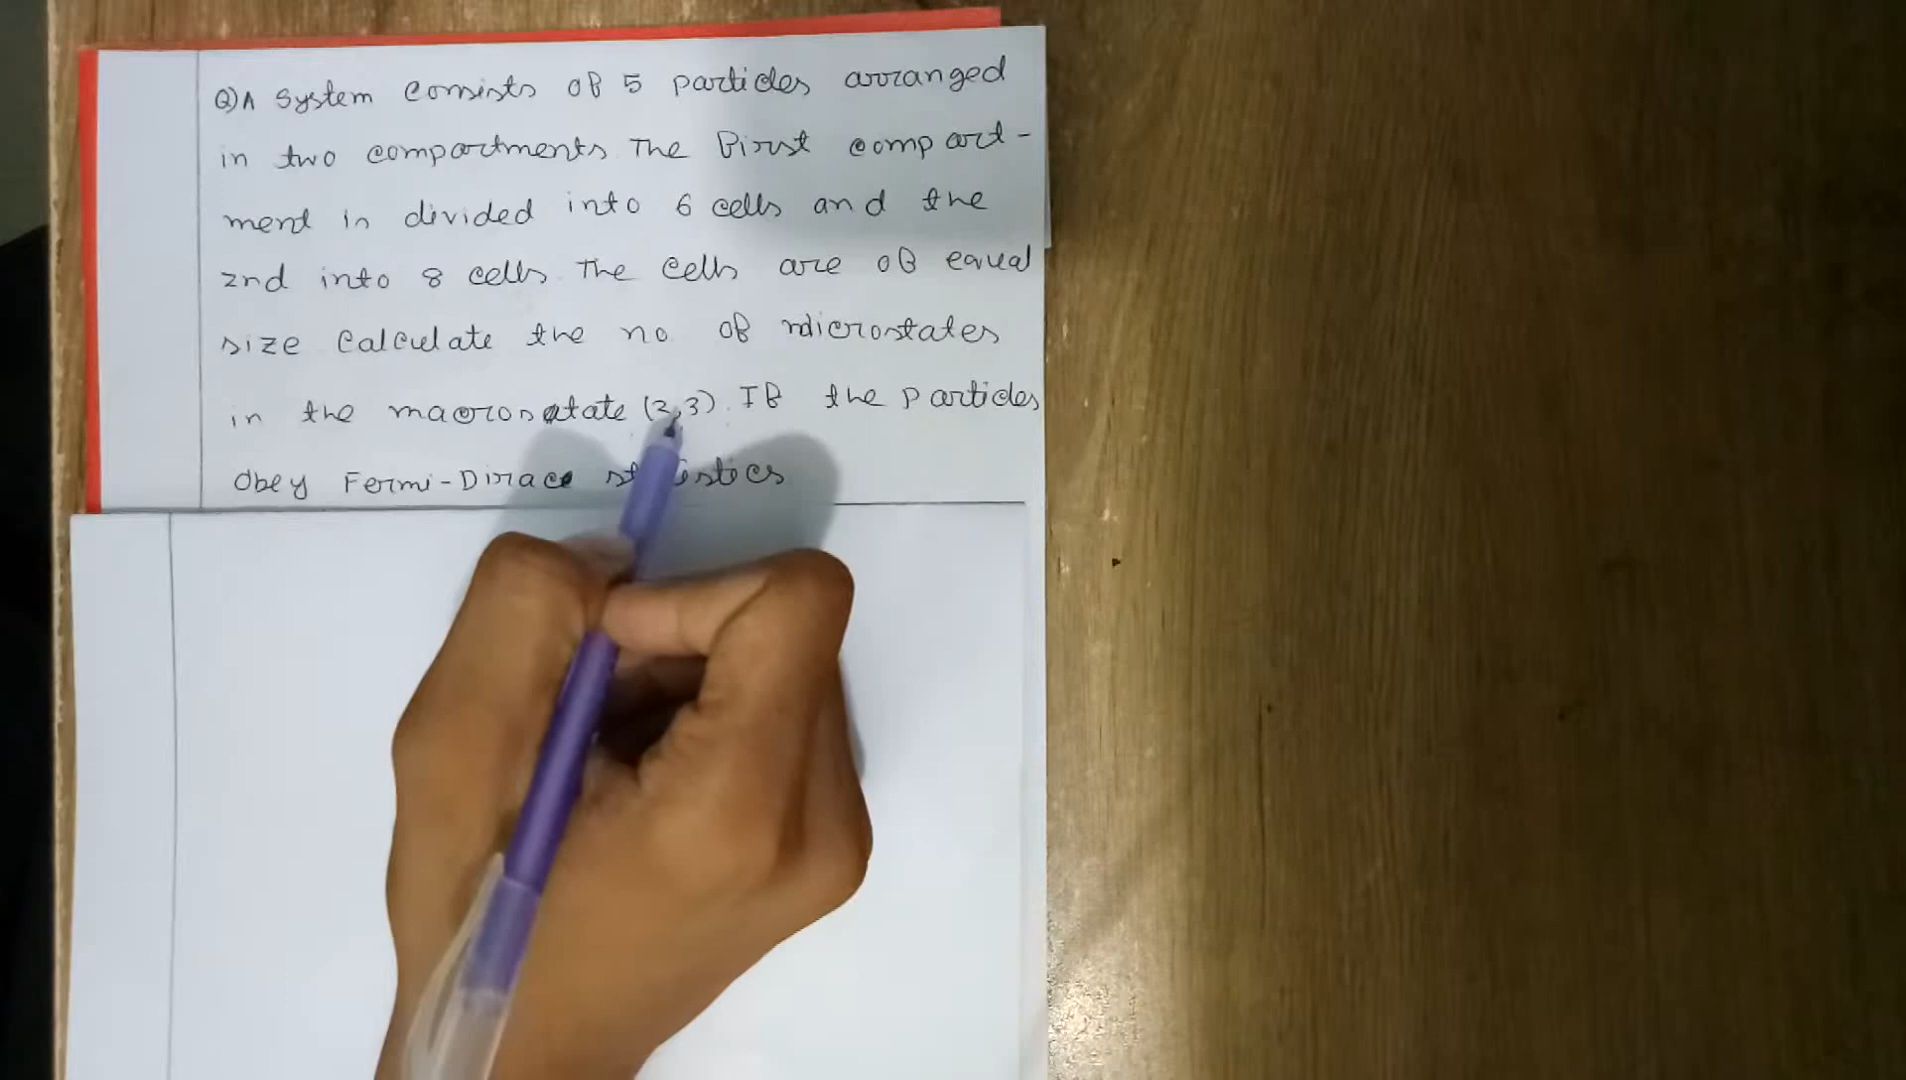 Q) A system consists of 5 particles arranged
in two compartments The first compart-
ment is divided into 6 cells and the
2nd into 8 cells The cells are of equal
size calculate the no of microstates
in the macrostate (2,3). If the particles
obey Fermi-Dirac statistics